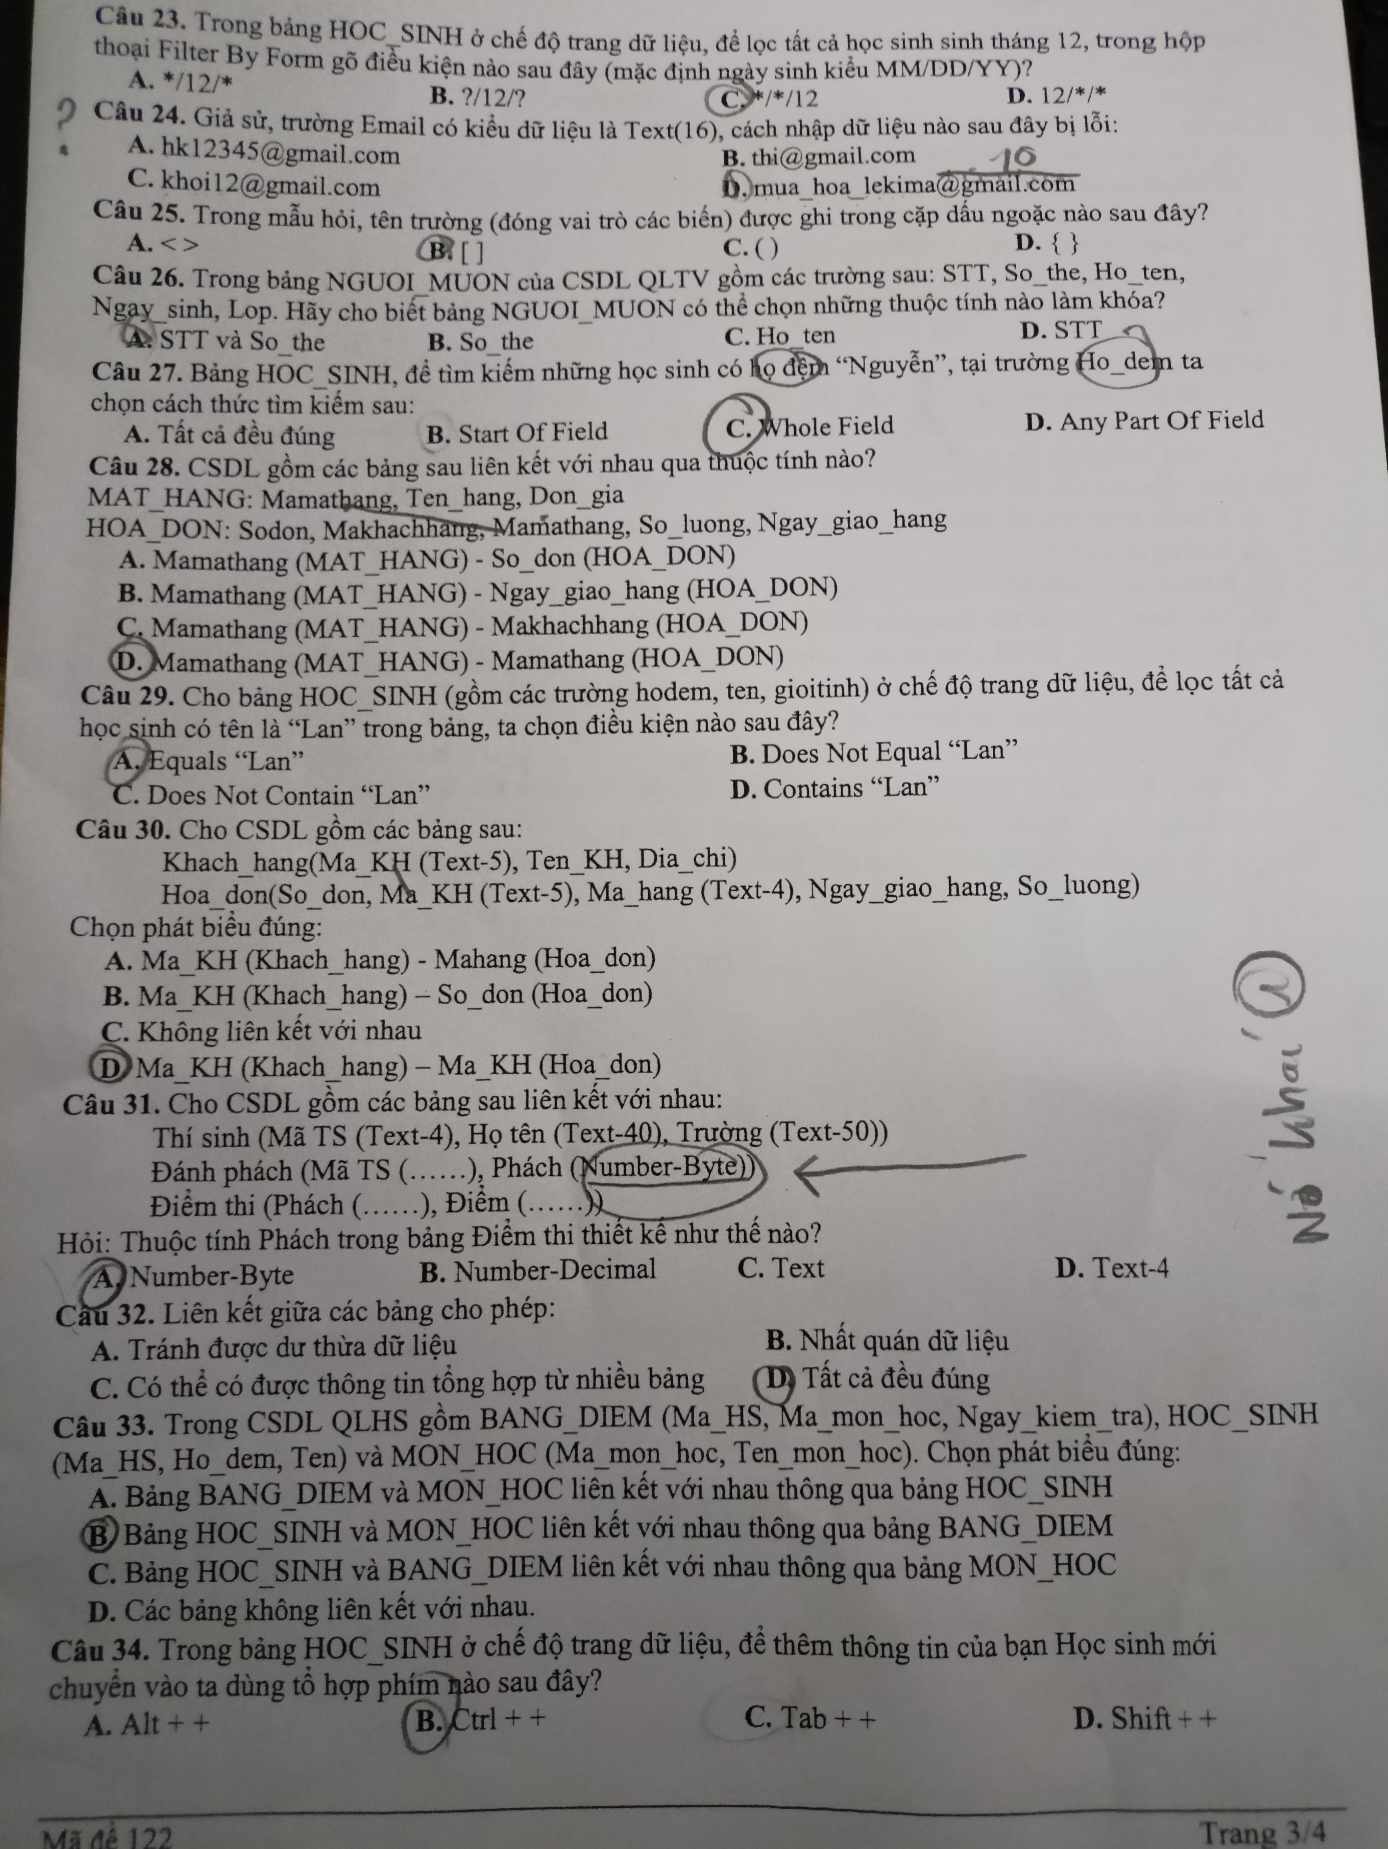 Câu 23. Trong bảng HOC_SINH ở chế độ trang dữ liệu, để lọc tất cả học sinh sinh tháng 12, trong hộp
thoại Filter By Form gõ điều kiện nào sau đây (mặc định ngày sinh kiểu MM/DD/YY)?
A. */12/* B. ?/12/? C. */*/12 D. 12/*/*
? Câu 24. Giả sử, trường Email có kiểu dữ liệu là Text(16), cách nhập dữ liệu nào sau đây bị lỗi:
A. hk12345@gmail.com B. thi@gmail.com 10
C. khoi12@gmail.com D. mua_hoa_lekima@gmail.com
Câu 25. Trong mẫu hỏi, tên trường (đóng vai trò các biến) được ghi trong cặp dấu ngoặc nào sau đây?
A. < > B. [ ] C. ( ) D. { }
Câu 26. Trong bảng NGUOI_MUON của CSDL QLTV gồm các trường sau: STT, So_the, Ho_ten,
Ngay_sinh, Lop. Hãy cho biết bảng NGUOI_MUON có thể chọn những thuộc tính nào làm khóa?
A. STT và So_the B. So_the C. Ho_ten D. STT
Câu 27. Bảng HOC_SINH, để tìm kiếm những học sinh có họ đệm “Nguyễn”, tại trường Ho_dem ta
chọn cách thức tìm kiếm sau:
A. Tất cả đều đúng B. Start Of Field C. Whole Field D. Any Part Of Field
Câu 28. CSDL gồm các bảng sau liên kết với nhau qua thuộc tính nào?
MAT_HANG: Mamathang, Ten_hang, Don_gia
HOA_DON: Sodon, Makhachhang, Mamathang, So_luong, Ngay_giao_hang
A. Mamathang (MAT_HANG) - So_don (HOA_DON)
B. Mamathang (MAT_HANG) - Ngay_giao_hang (HOA_DON)
C. Mamathang (MAT_HANG) - Makhachhang (HOA_DON)
D. Mamathang (MAT_HANG) - Mamathang (HOA_DON)
Câu 29. Cho bảng HOC_SINH (gồm các trường hodem, ten, gioitinh) ở chế độ trang dữ liệu, để lọc tất cả
học sinh có tên là “Lan” trong bảng, ta chọn điều kiện nào sau đây?
A. Equals “Lan” B. Does Not Equal “Lan”
C. Does Not Contain “Lan” D. Contains “Lan”
Câu 30. Cho CSDL gồm các bảng sau:
Khach_hang(Ma_KH (Text-5), Ten_KH, Dia_chi)
Hoa_don(So_don, Ma_KH (Text-5), Ma_hang (Text-4), Ngay_giao_hang, So_luong)
Chọn phát biểu đúng:
A. Ma_KH (Khach_hang) - Mahang (Hoa_don)
B. Ma_KH (Khach_hang) – So_don (Hoa_don)
C. Không liên kết với nhau
D. Ma_KH (Khach_hang) – Ma_KH (Hoa_don)
Câu 31. Cho CSDL gồm các bảng sau liên kết với nhau:
Thí sinh (Mã TS (Text-4), Họ tên (Text-40), Trường (Text-50))
Đánh phách (Mã TS (……), Phách (Number-Byte))
Điểm thi (Phách (……), Điểm (……))
Hỏi: Thuộc tính Phách trong bảng Điểm thi thiết kế như thế nào?
A. Number-Byte B. Number-Decimal C. Text D. Text-4
Câu 32. Liên kết giữa các bảng cho phép:
A. Tránh được dư thừa dữ liệu B. Nhất quán dữ liệu
C. Có thể có được thông tin tổng hợp từ nhiều bảng D. Tất cả đều đúng
Câu 33. Trong CSDL QLHS gồm BANG_DIEM (Ma_HS, Ma_mon_hoc, Ngay_kiem_tra), HOC_SINH
(Ma_HS, Ho_dem, Ten) và MON_HOC (Ma_mon_hoc, Ten_mon_hoc). Chọn phát biểu đúng:
A. Bảng BANG_DIEM và MON_HOC liên kết với nhau thông qua bảng HOC_SINH
B. Bảng HOC_SINH và MON_HOC liên kết với nhau thông qua bảng BANG_DIEM
C. Bảng HOC_SINH và BANG_DIEM liên kết với nhau thông qua bảng MON_HOC
D. Các bảng không liên kết với nhau.
Câu 34. Trong bảng HOC_SINH ở chế độ trang dữ liệu, để thêm thông tin của bạn Học sinh mới
chuyển vào ta dùng tổ hợp phím nào sau đây?
A. Alt + + B. Ctrl + + C. Tab + + D. Shift + +
Mã đề 122 Trang 3/4